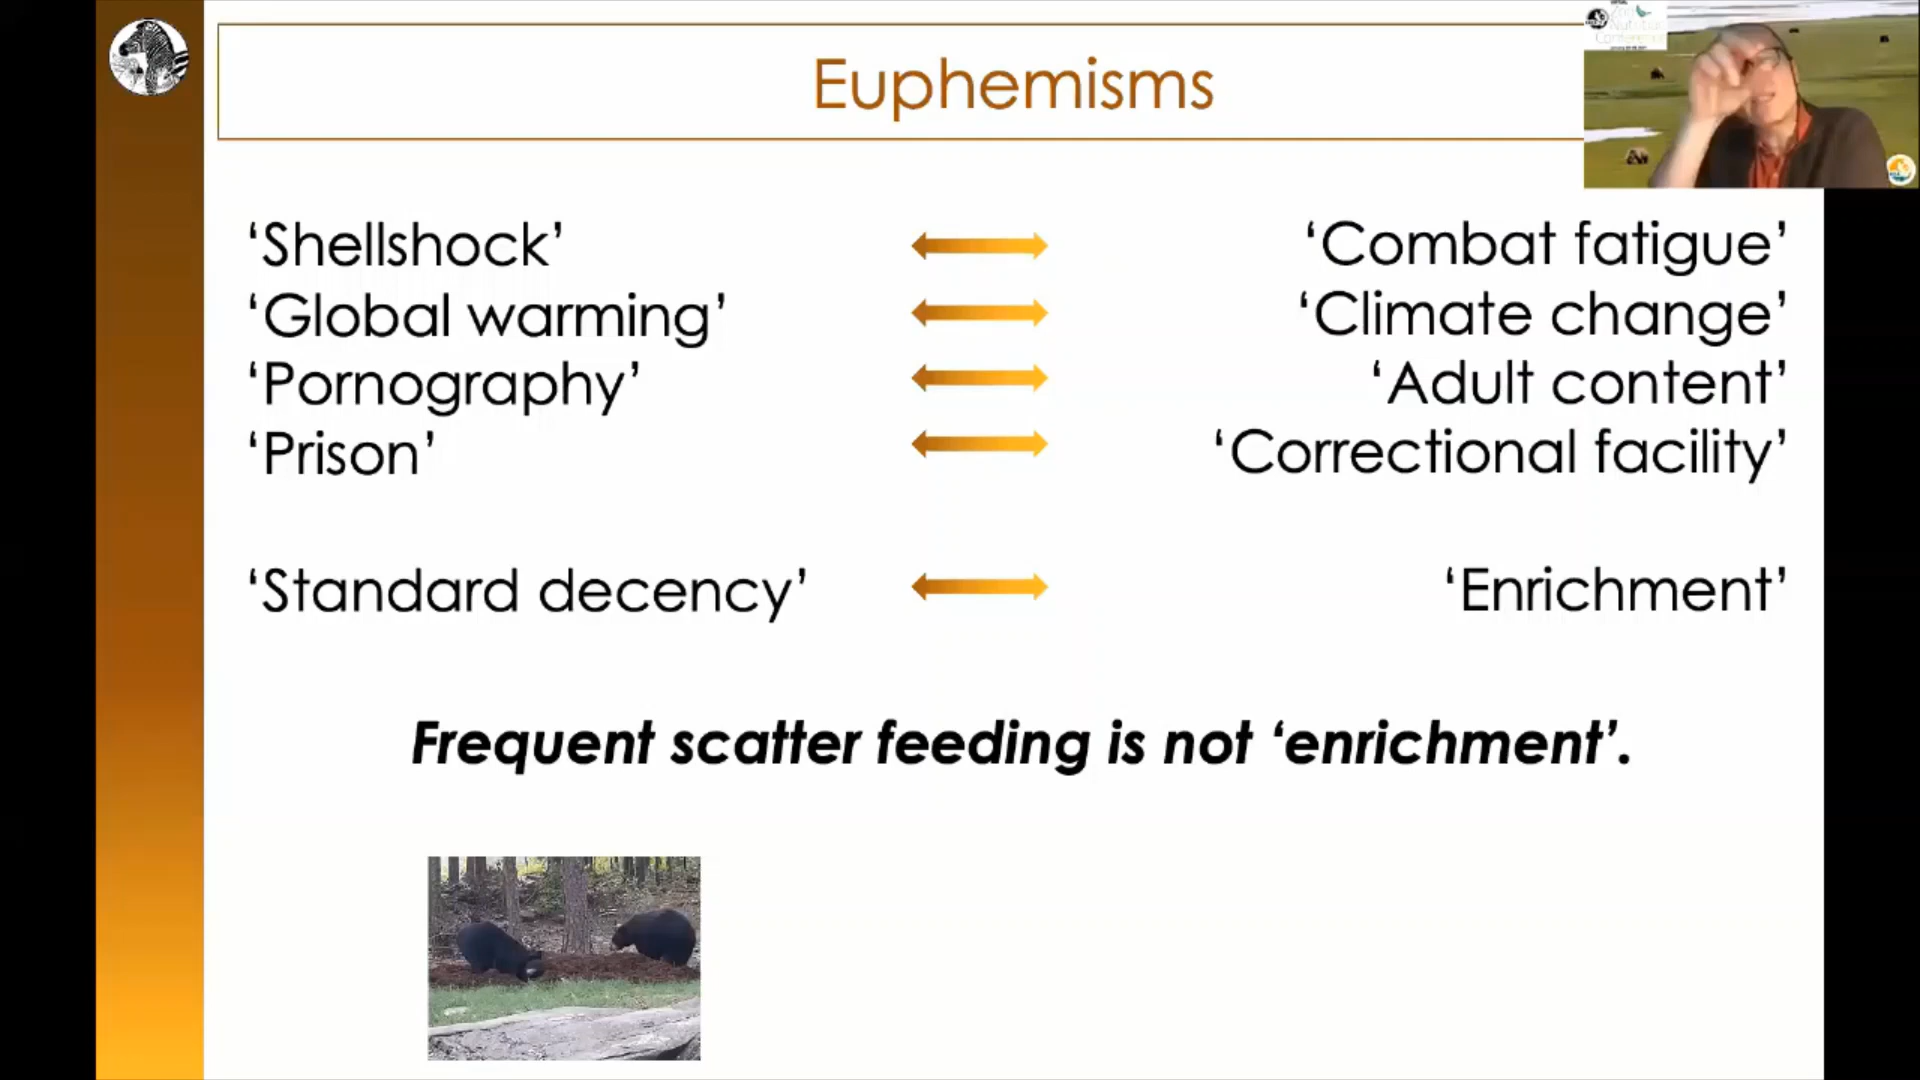 Euphemisms
‘Shellshock’ ‘Combat fatigue’
‘Global warming’ ‘Climate change’
‘Pornography’ ‘Adult content’
‘Prison’ ‘Correctional facility’
‘Standard decency’ ‘Enrichment’
Frequent scatter feeding is not ‘enrichment’.